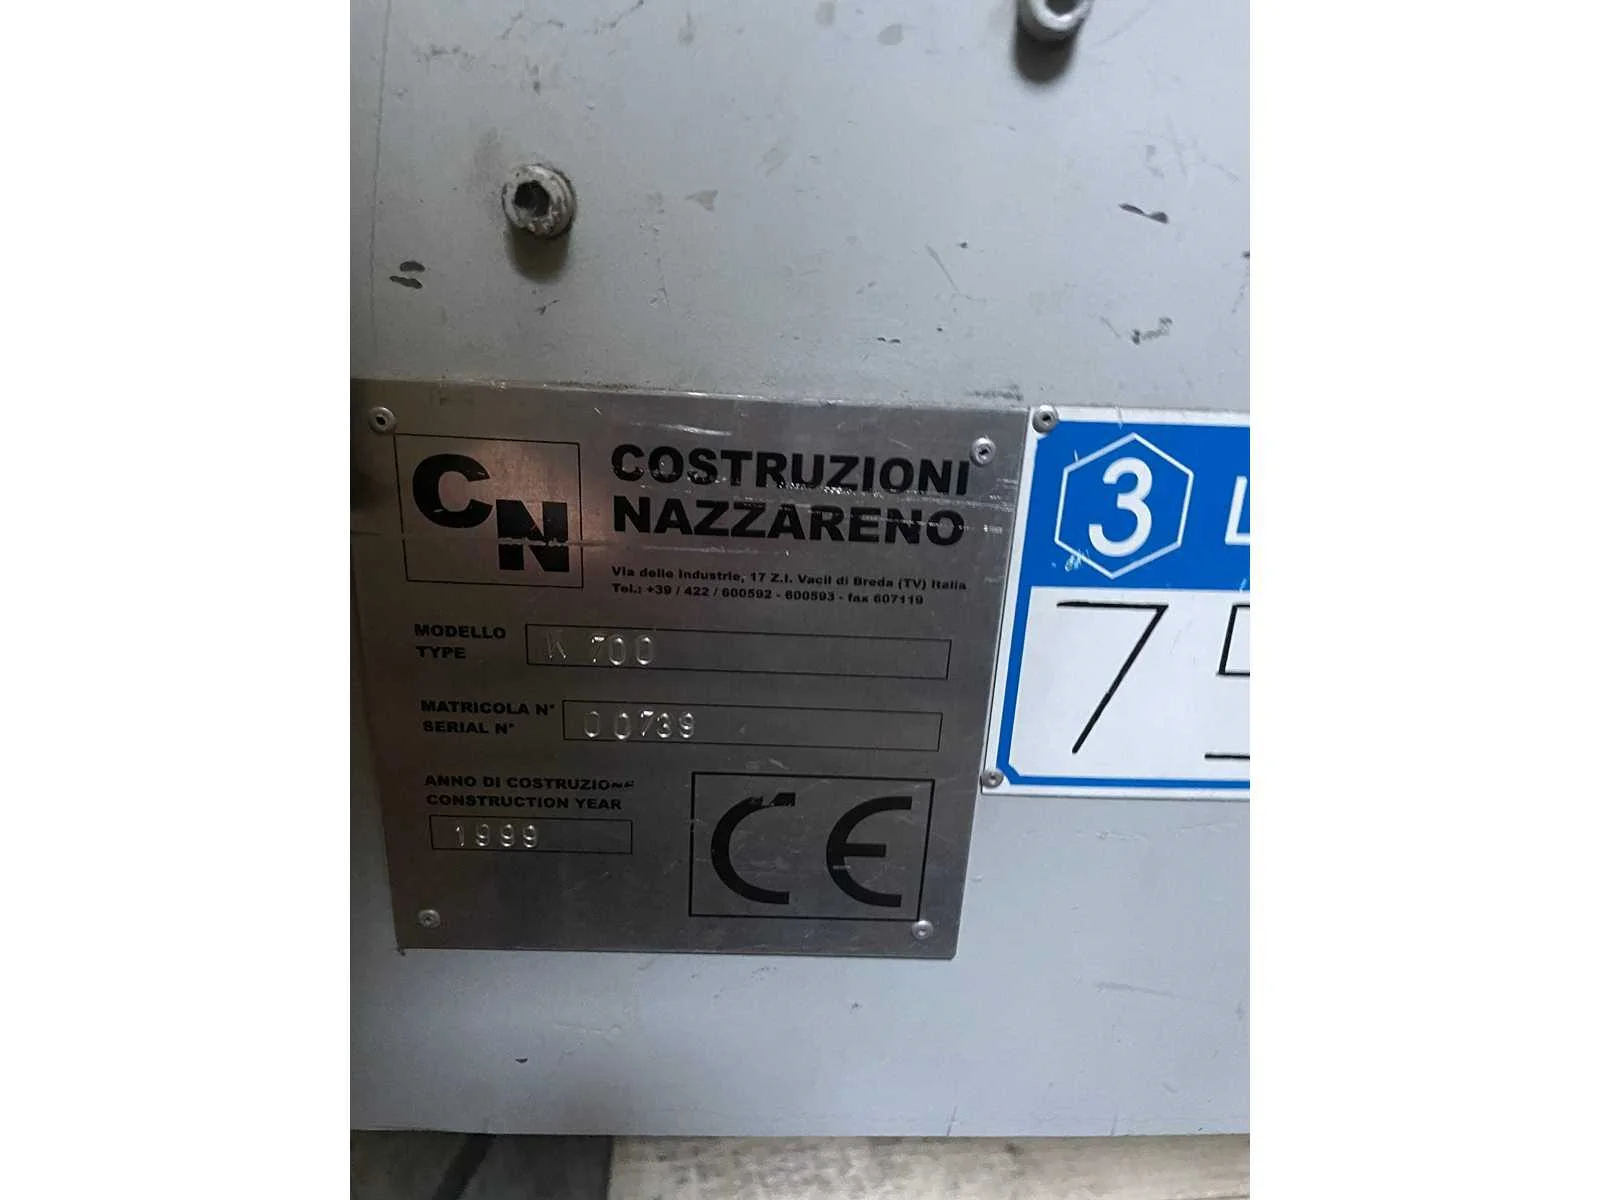 CN
COSTRUZIONI
NAZZARENO
Via delle Industrie, 17 Z.I. Vacil di Breda (TV) Italia
Tel.: +39 / 422 / 600592 - 600593 - fax 607119
MODELLO
TYPE
K 700
MATRICOLA N°
SERIAL N°
00739
ANNO DI COSTRUZIONE
CONSTRUCTION YEAR
1999
CE
3 L
7